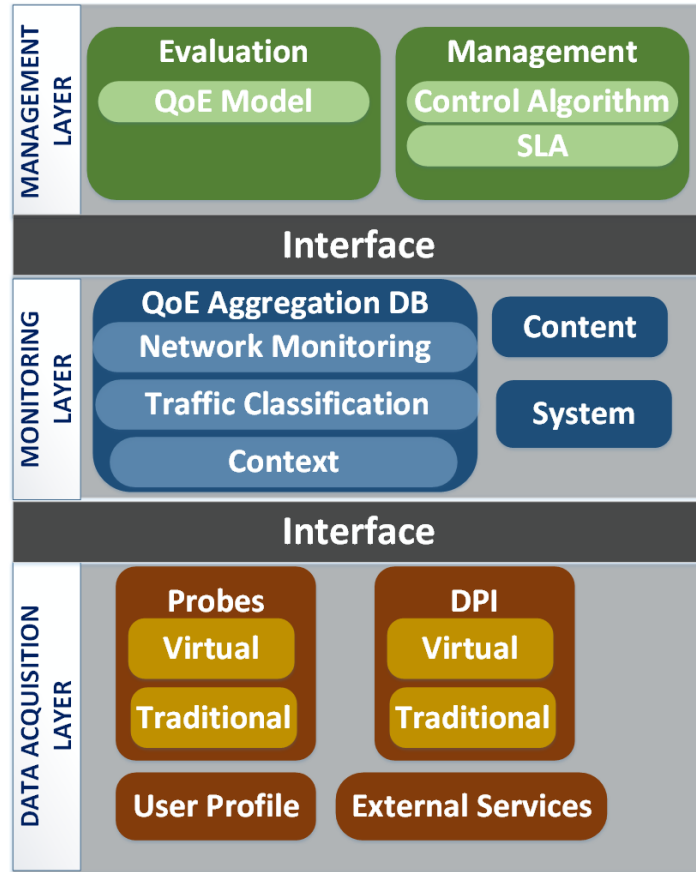 MANAGEMENT
LAYER
Evaluation
QoE Model
Management
Control Algorithm
SLA
Interface
MONITORING
LAYER
QoE Aggregation DB
Network Monitoring
Traffic Classification
Context
Content
System
Interface
DATA ACQUISITION
LAYER
Probes
Virtual
Traditional
DPI
Virtual
Traditional
User Profile
External Services